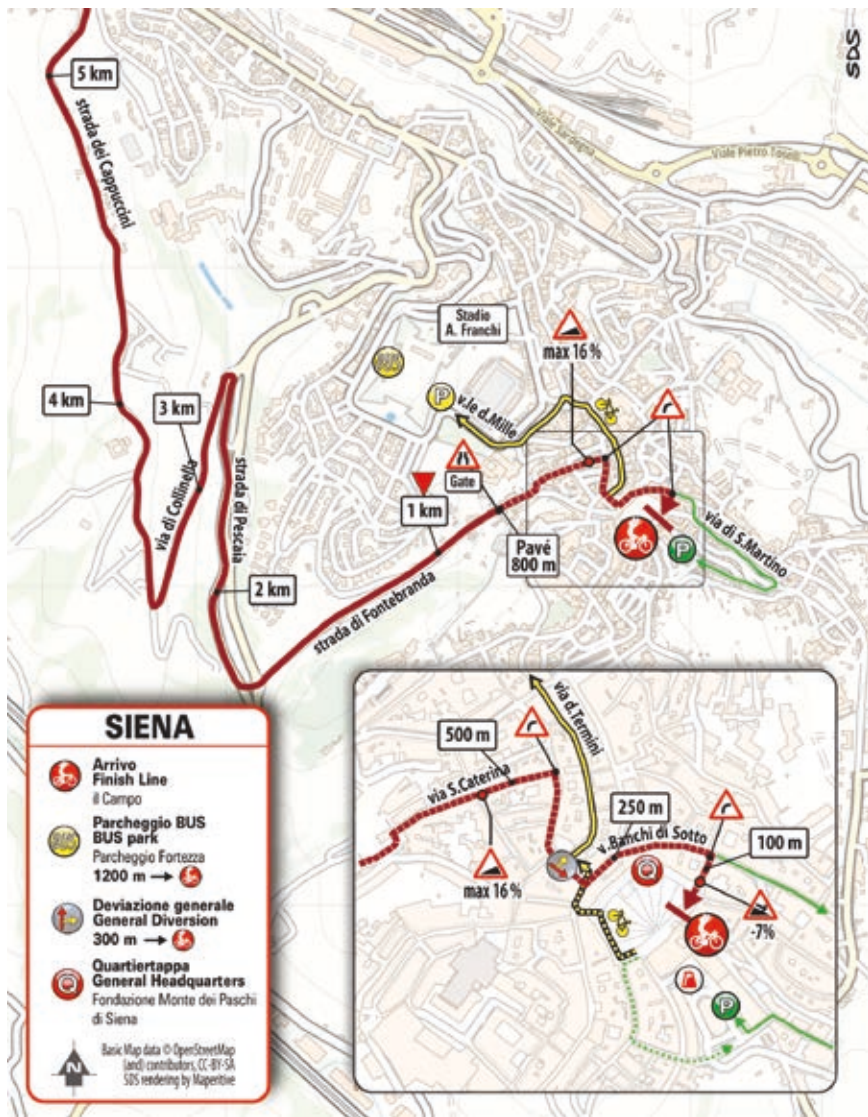 SDS
5 km
strada dei Cappuccini
Viale Sardegna
Viale Pietro Toselli
Stadio
A. Franchi
max 16 %
BUS
P
v.le d.Mille
4 km
3 km
via di Collinella
strada di Pescaia
Gate
1 km
Pavé
800 m
P
via di S.Martino
2 km
strada di Fontebranda
via d.Termini
500 m
via S.Caterina
250 m
v.Banchi di Sotto
100 m
max 16 %
Q
-7%
P
SIENA
Arrivo
Finish Line
il Campo
BUS
Parcheggio BUS
BUS park
Parcheggio Fortezza
1200 m
Deviazione generale
General Diversion
300 m
Q
Quartiertappa
General Headquarters
Fondazione Monte dei Paschi
di Siena
N
Basic Map data © OpenStreetMap
(and) contributors, CC-BY-SA
SDS rendering by Maperitive